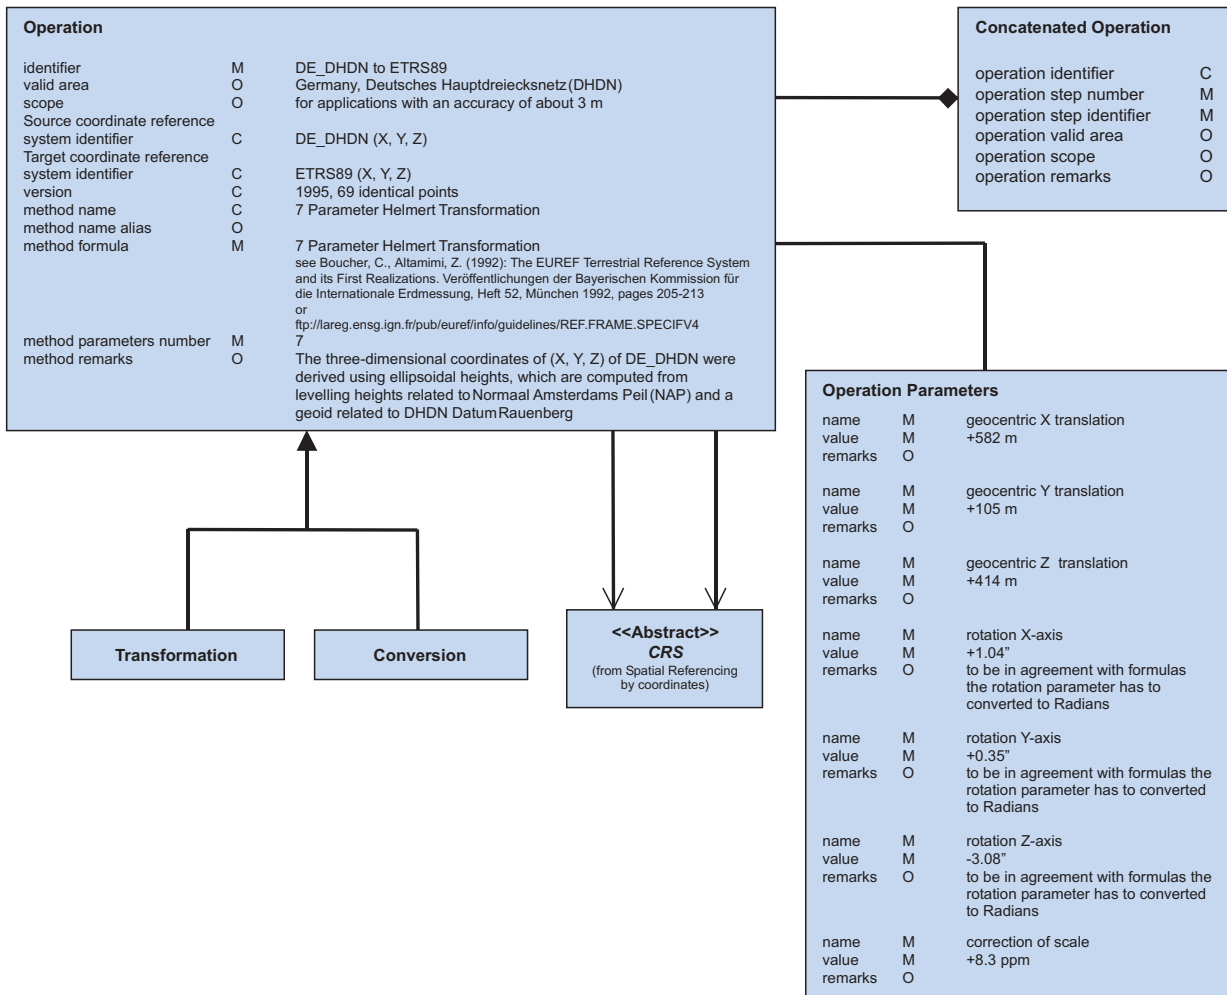 Operation
identifier M DE_DHDN to ETRS89
valid area O Germany, Deutsches Hauptdreiecksnetz (DHDN)
scope O for applications with an accuracy of about 3 m
Source coordinate reference
system identifier C DE_DHDN (X, Y, Z)
Target coordinate reference
system identifier C ETRS89 (X, Y, Z)
version C 1995, 69 identical points
method name C 7 Parameter Helmert Transformation
method name alias O
method formula M 7 Parameter Helmert Transformation
see Boucher, C., Altamimi, Z. (1992): The EUREF Terrestrial Reference System
and its First Realizations. Veröffentlichungen der Bayerischen Kommission für
die Internationale Erdmessung, Heft 52, München 1992, pages 205-213
or
ftp://lareg.ensg.ign.fr/pub/euref/info/guidelines/REF.FRAME.SPECIFV4
method parameters number M 7
method remarks O The three-dimensional coordinates of (X, Y, Z) of DE_DHDN were
derived using ellipsoidal heights, which are computed from
levelling heights related to Normaal Amsterdams Peil (NAP) and a
geoid related to DHDN Datum Rauenberg
Concatenated Operation
operation identifier C
operation step number M
operation step identifier M
operation valid area O
operation scope O
operation remarks O
Transformation
Conversion
<<Abstract>>
CRS
(from Spatial Referencing
by coordinates)
Operation Parameters
name M geocentric X translation
value M +582 m
remarks O
name M geocentric Y translation
value M +105 m
remarks O
name M geocentric Z translation
value M +414 m
remarks O
name M rotation X-axis
value M +1.04”
remarks O to be in agreement with formulas
the rotation parameter has to
converted to Radians
name M rotation Y-axis
value M +0.35”
remarks O to be in agreement with formulas the
rotation parameter has to converted
to Radians
name M rotation Z-axis
value M -3.08”
remarks O to be in agreement with formulas the
rotation parameter has to converted
to Radians
name M correction of scale
value M +8.3 ppm
remarks O